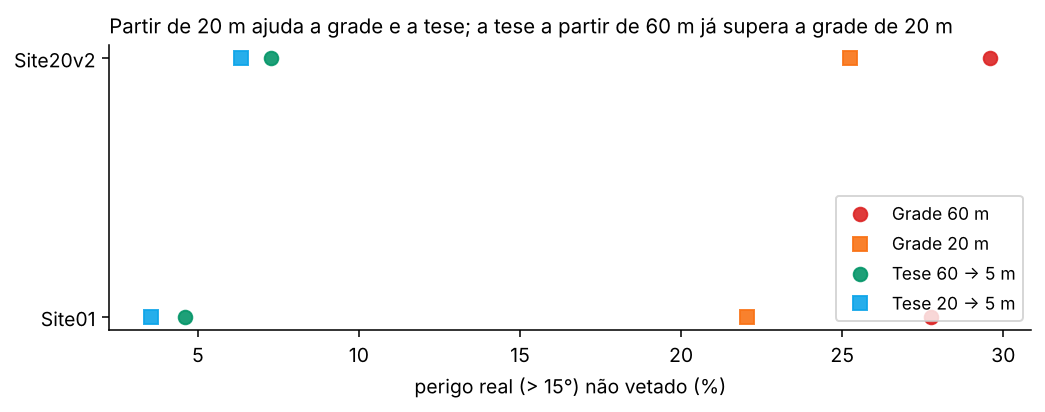 Partir de 20 m ajuda a grade e a tese; a tese a partir de 60 m já supera a grade de 20 m
Site20v2
Grade 60 m
Grade 20 m
Tese 60 → 5 m
Tese 20 → 5 m
Site01
5 10 15 20 25 30
perigo real (> 15°) não vetado (%)